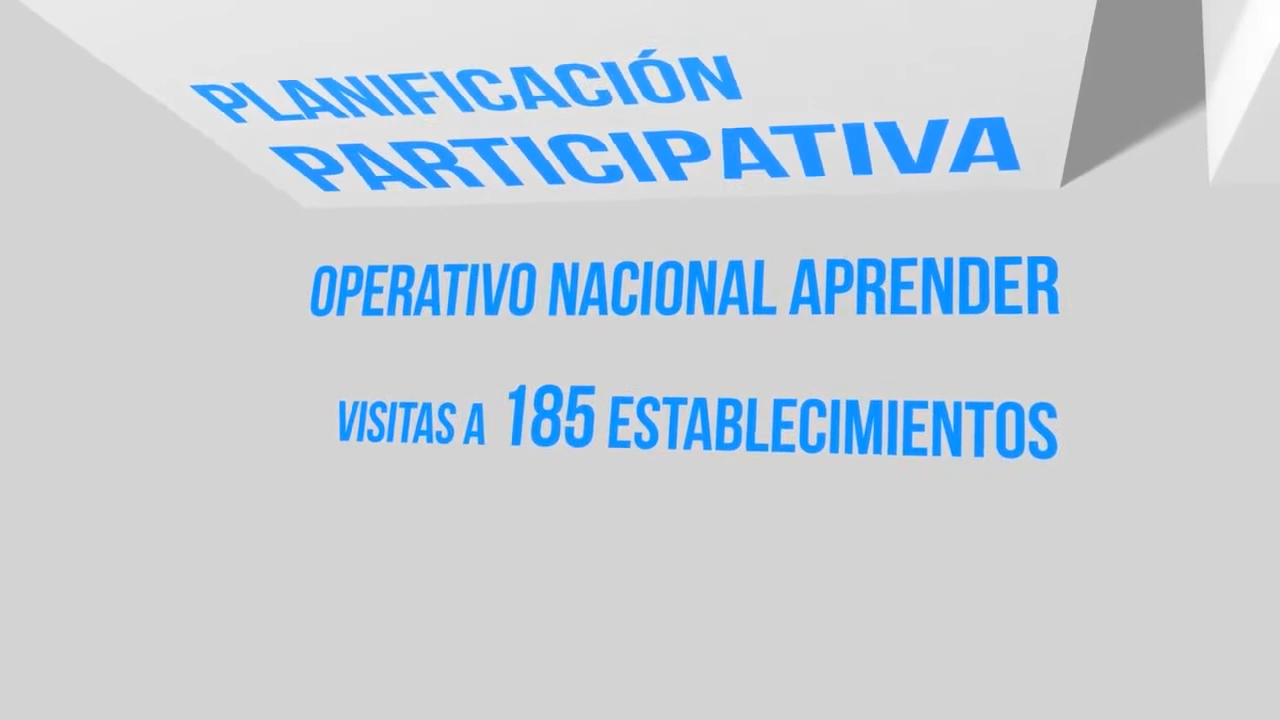 PLANIFICACIÓN
PARTICIPATIVA
OPERATIVO NACIONAL APRENDER
VISITAS A 185 ESTABLECIMIENTOS